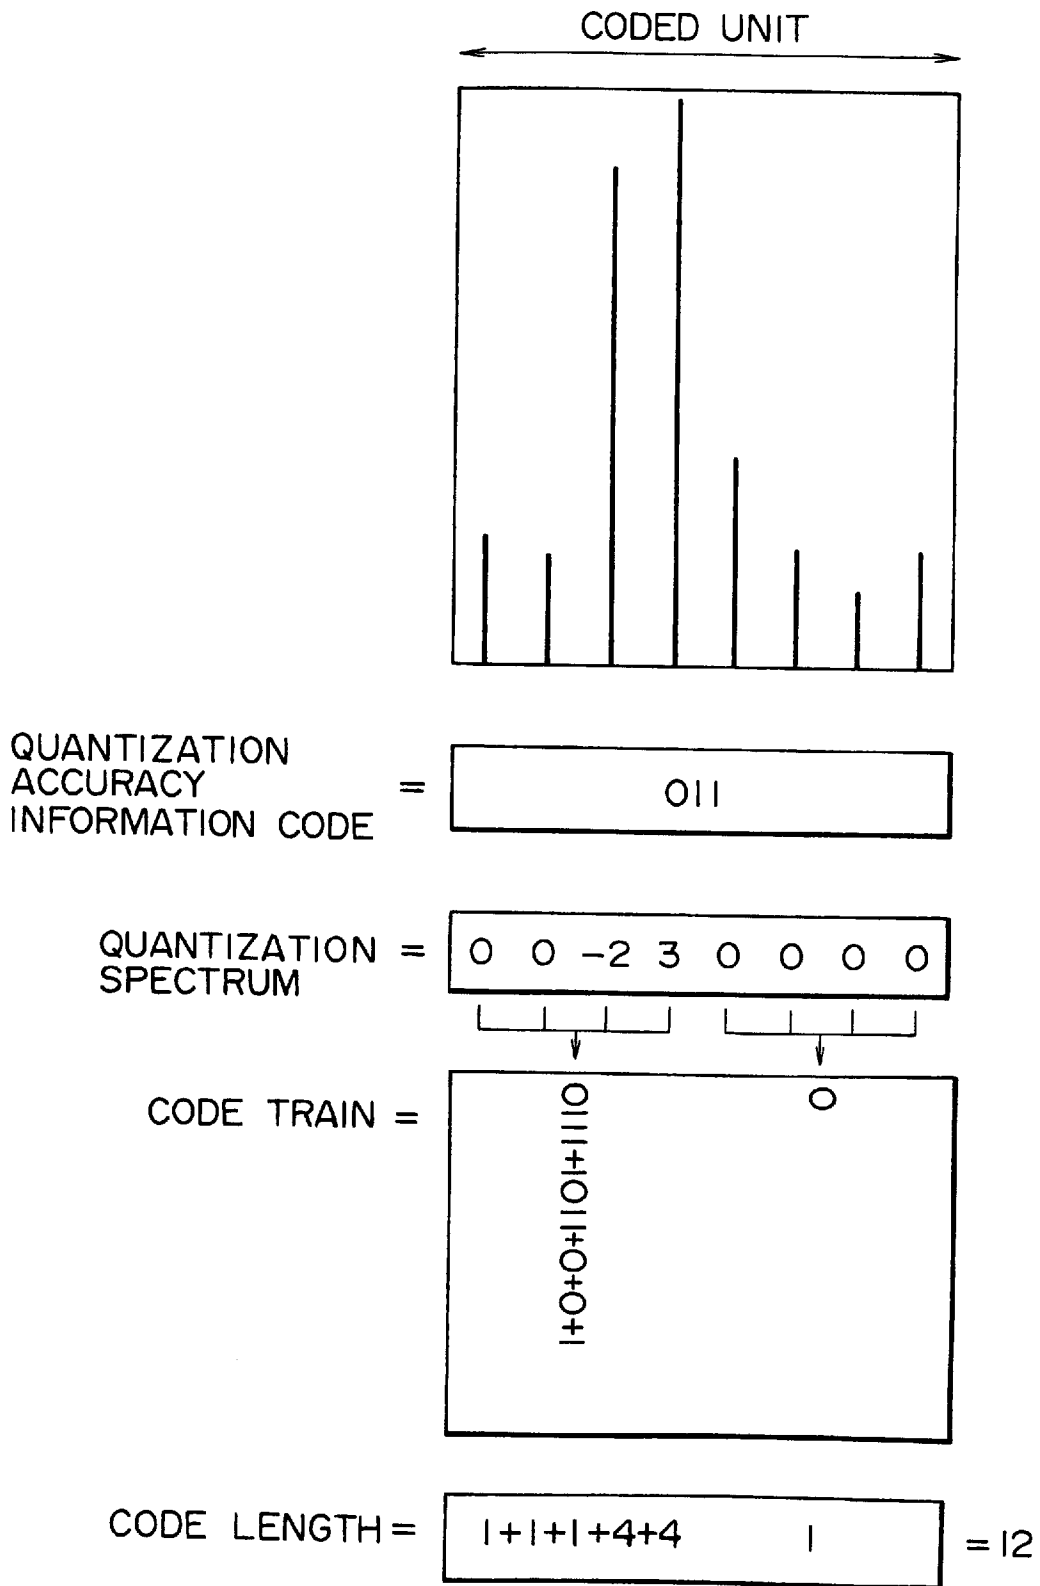 CODED UNIT
QUANTIZATION
ACCURACY
INFORMATION CODE
=
011
QUANTIZATION
SPECTRUM
=
0 0 -2 3 0 0 0 0
CODE TRAIN =
1+0+0+1101+1110
0
CODE LENGTH =
1+1+1+4+4 1
=12